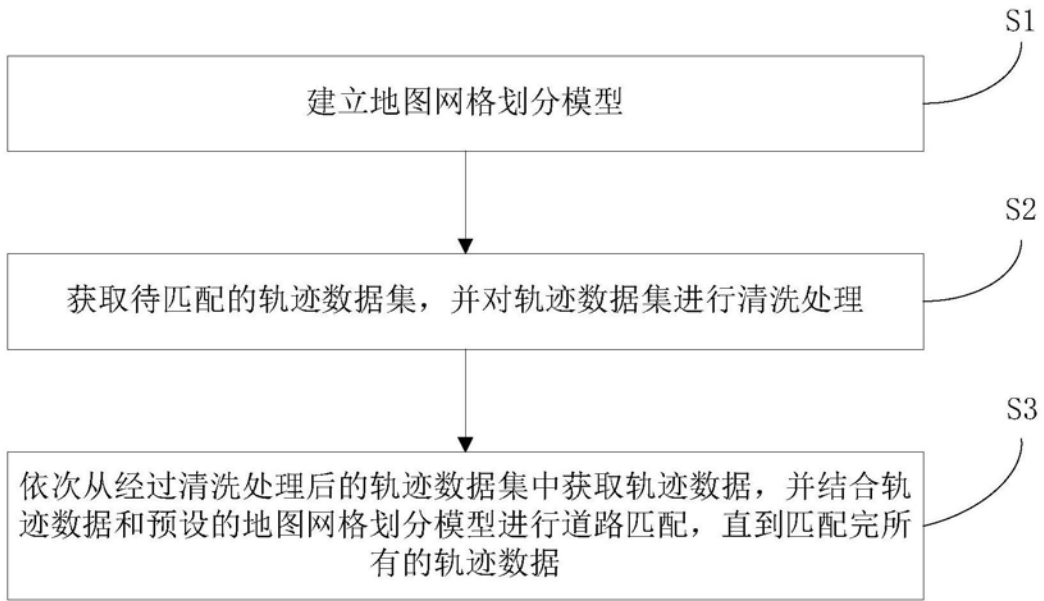 S1
建立地图网格划分模型
S2
获取待匹配的轨迹数据集，并对轨迹数据集进行清洗处理
S3
依次从经过清洗处理后的轨迹数据集中获取轨迹数据，并结合轨
迹数据和预设的地图网格划分模型进行道路匹配，直到匹配完所
有的轨迹数据